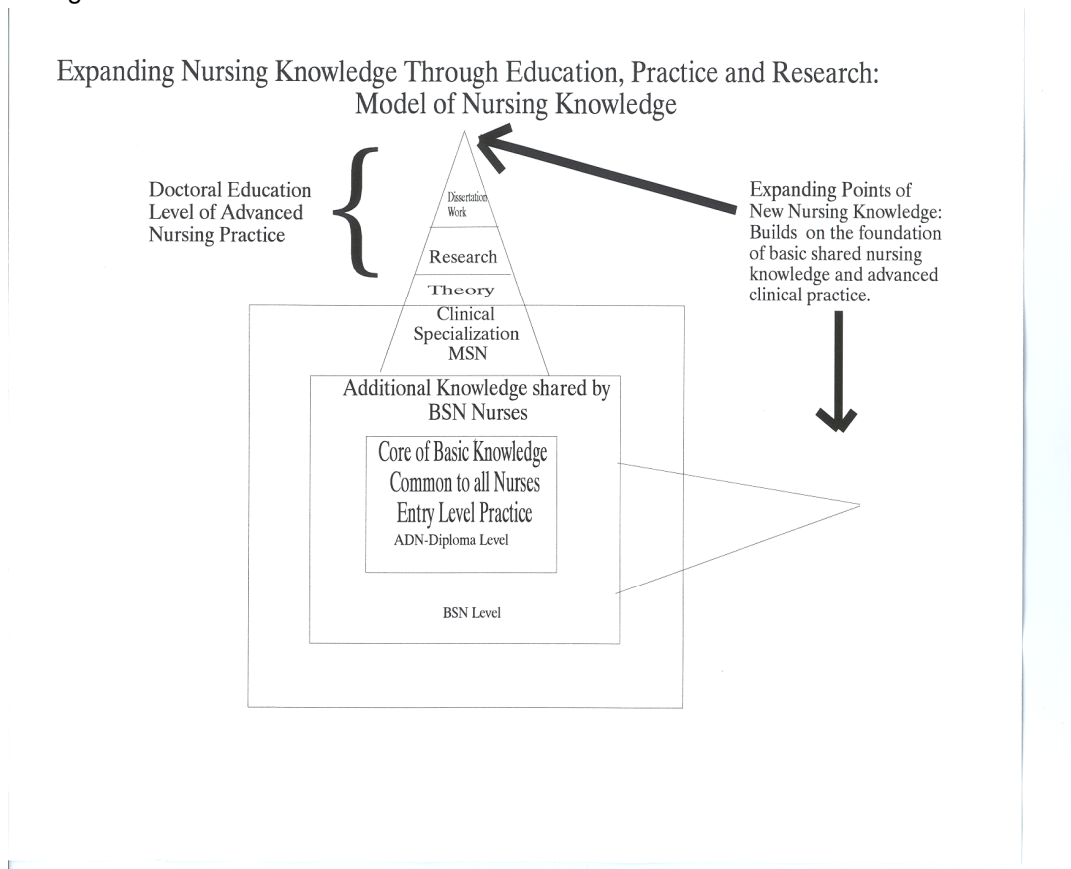 Expanding Nursing Knowledge Through Education, Practice and Research:
Model of Nursing Knowledge
Doctoral Education
Level of Advanced
Nursing Practice
Dissertation
Work
Research
Theory
Clinical
Specialization
MSN
Expanding Points of
New Nursing Knowledge:
Builds on the foundation
of basic shared nursing
knowledge and advanced
clinical practice.
Additional Knowledge shared by
BSN Nurses
Core of Basic Knowledge
Common to all Nurses
Entry Level Practice
ADN-Diploma Level
BSN Level